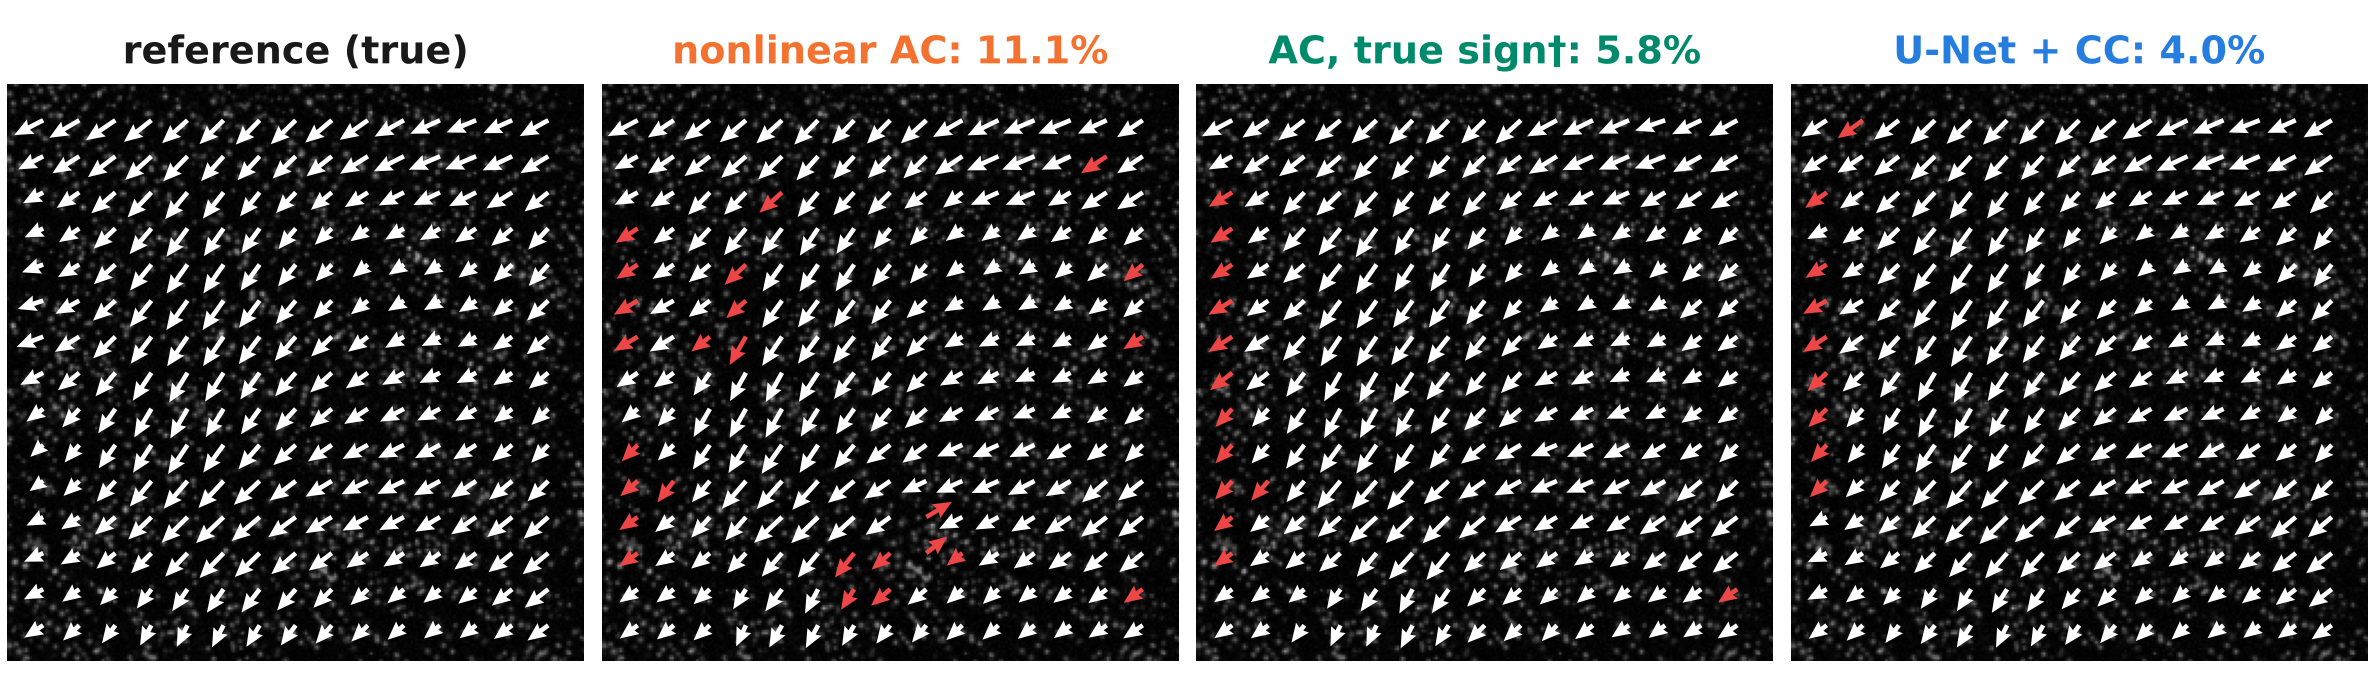 reference (true)
nonlinear AC: 11.1%
AC, true sign†: 5.8%
U-Net + CC: 4.0%